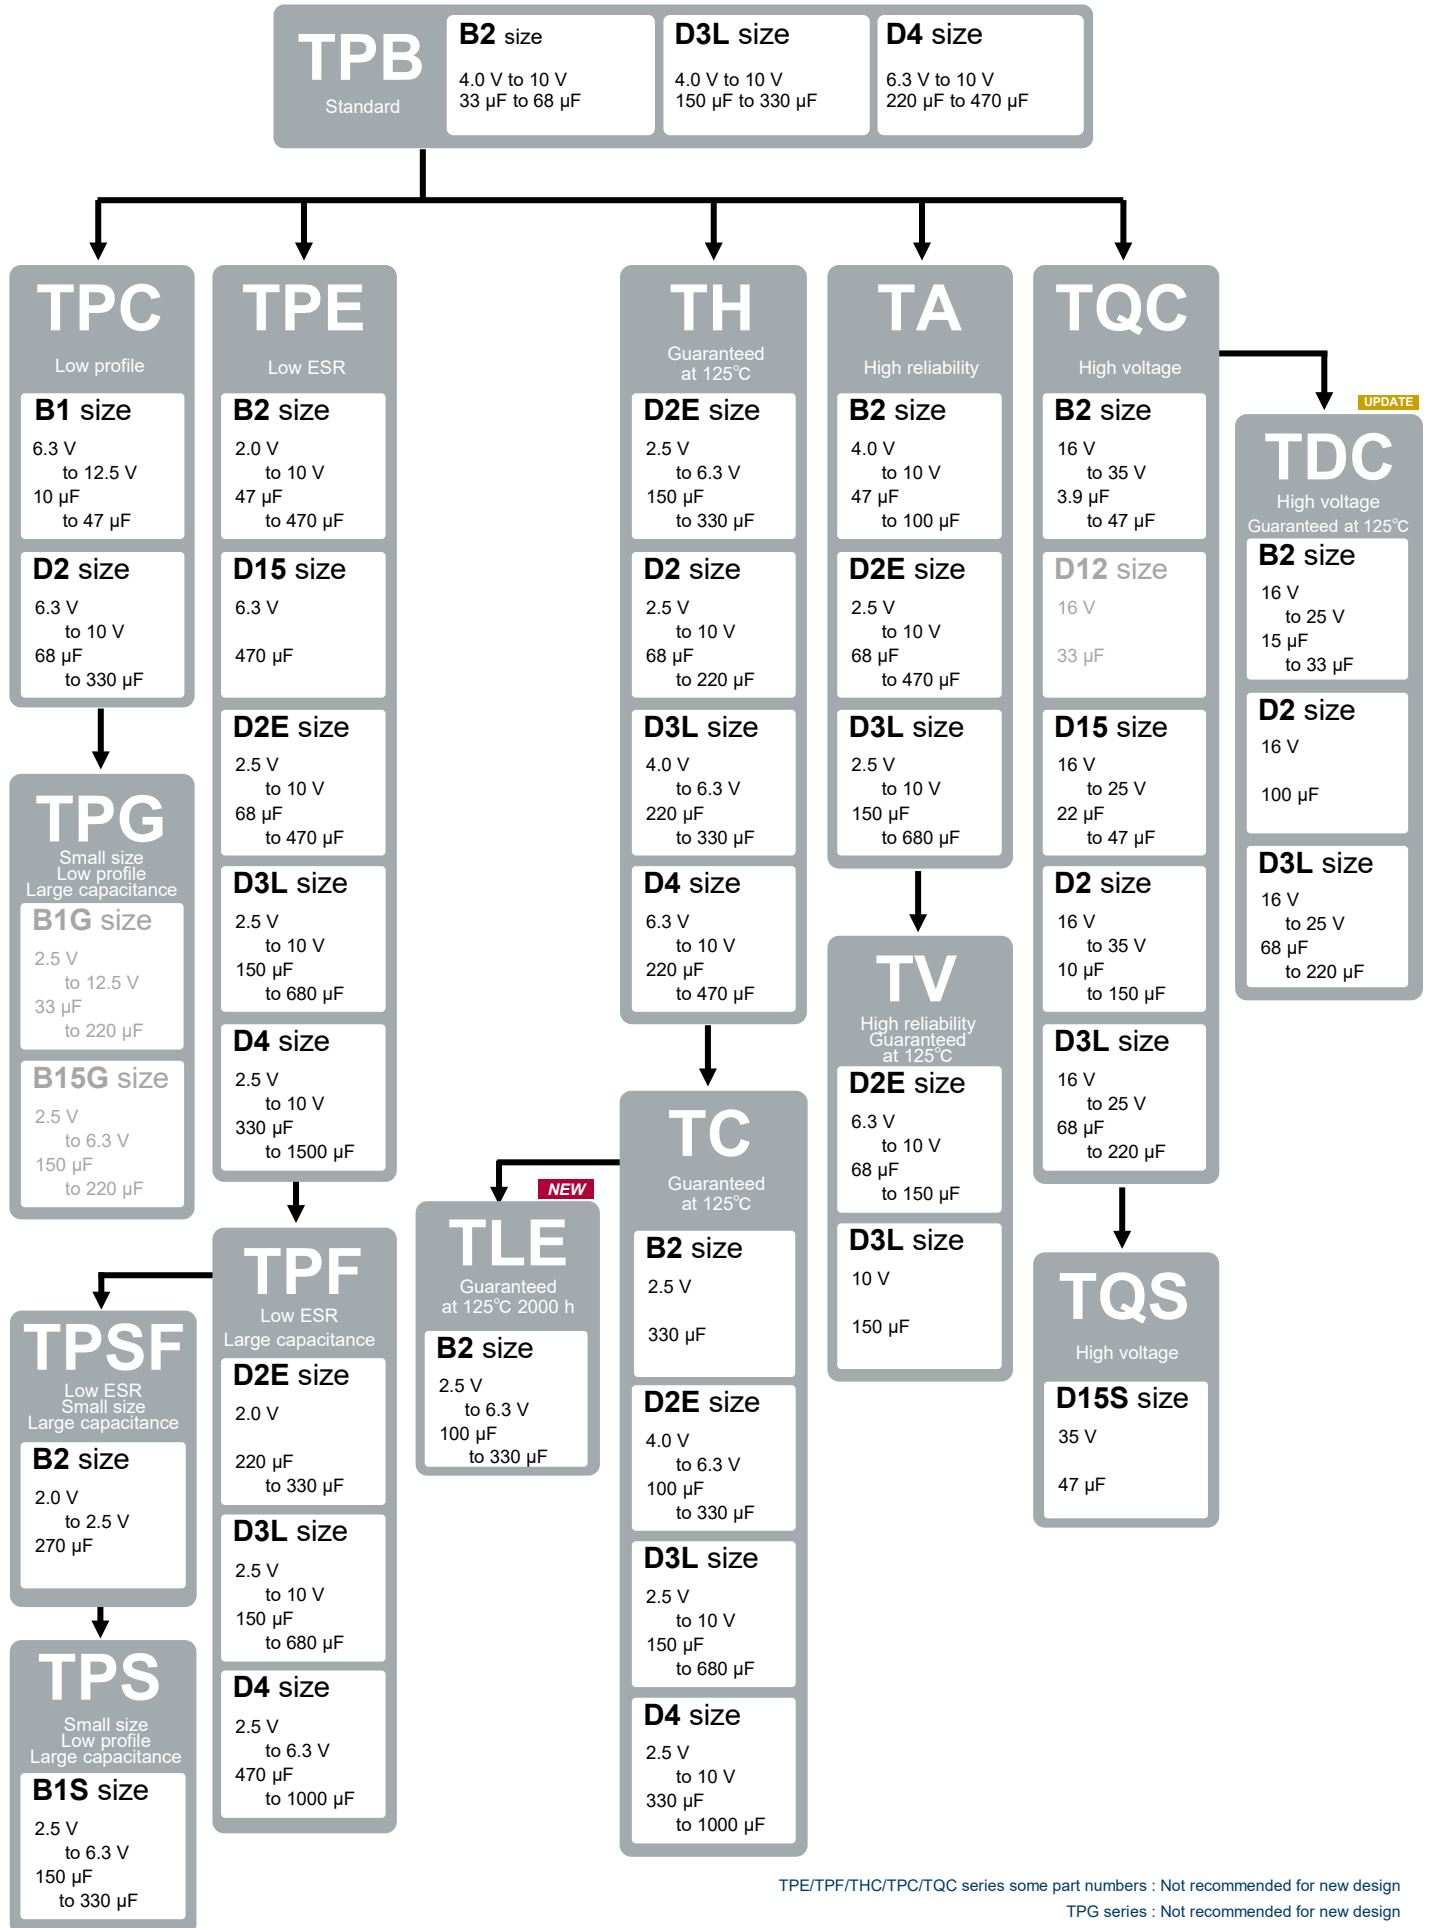 TPB
Standard
B2 size
4.0 V to 10 V
33 µF to 68 µF
D3L size
4.0 V to 10 V
150 µF to 330 µF
D4 size
6.3 V to 10 V
220 µF to 470 µF
TPC
Low profile
B1 size
6.3 V
to 12.5 V
10 µF
to 47 µF
D2 size
6.3 V
to 10 V
68 µF
to 330 µF
TPG
Small size
Low profile
Large capacitance
B1G size
2.5 V
to 12.5 V
33 µF
to 220 µF
B15G size
2.5 V
to 6.3 V
150 µF
to 220 µF
TPE
Low ESR
B2 size
2.0 V
to 10 V
47 µF
to 470 µF
D15 size
6.3 V
470 µF
D2E size
2.5 V
to 10 V
68 µF
to 470 µF
D3L size
2.5 V
to 10 V
150 µF
to 680 µF
D4 size
2.5 V
to 10 V
330 µF
to 1500 µF
TPF
Low ESR
Large capacitance
D2E size
2.0 V
220 µF
to 330 µF
D3L size
2.5 V
to 10 V
150 µF
to 680 µF
D4 size
2.5 V
to 6.3 V
470 µF
to 1000 µF
TPSF
Low ESR
Small size
Large capacitance
B2 size
2.0 V
to 2.5 V
270 µF
TPS
Small size
Low profile
Large capacitance
B1S size
2.5 V
to 6.3 V
150 µF
to 330 µF
TH
Guaranteed
at 125℃
D2E size
2.5 V
to 6.3 V
150 µF
to 330 µF
D2 size
2.5 V
to 10 V
68 µF
to 220 µF
D3L size
4.0 V
to 6.3 V
220 µF
to 330 µF
D4 size
6.3 V
to 10 V
220 µF
to 470 µF
TC
Guaranteed
at 125℃
B2 size
2.5 V
330 µF
D2E size
4.0 V
to 6.3 V
100 µF
to 330 µF
D3L size
2.5 V
to 10 V
150 µF
to 680 µF
D4 size
2.5 V
to 10 V
330 µF
to 1000 µF
NEW
TLE
Guaranteed
at 125℃ 2000 h
B2 size
2.5 V
to 6.3 V
100 µF
to 330 µF
TA
High reliability
B2 size
4.0 V
to 10 V
47 µF
to 100 µF
D2E size
2.5 V
to 10 V
68 µF
to 470 µF
D3L size
2.5 V
to 10 V
150 µF
to 680 µF
TV
High reliability
Guaranteed
at 125℃
D2E size
6.3 V
to 10 V
68 µF
to 150 µF
D3L size
10 V
150 µF
TQC
High voltage
B2 size
16 V
to 35 V
3.9 µF
to 47 µF
D12 size
16 V
33 µF
D15 size
16 V
to 25 V
22 µF
to 47 µF
D2 size
16 V
to 35 V
10 µF
to 150 µF
D3L size
16 V
to 25 V
68 µF
to 220 µF
TQS
High voltage
D15S size
35 V
47 µF
UPDATE
TDC
High voltage
Guaranteed at 125℃
B2 size
16 V
to 25 V
15 µF
to 33 µF
D2 size
16 V
100 µF
D3L size
16 V
to 25 V
68 µF
to 220 µF
TPE/TPF/THC/TPC/TQC series some part numbers : Not recommended for new design
TPG series : Not recommended for new design